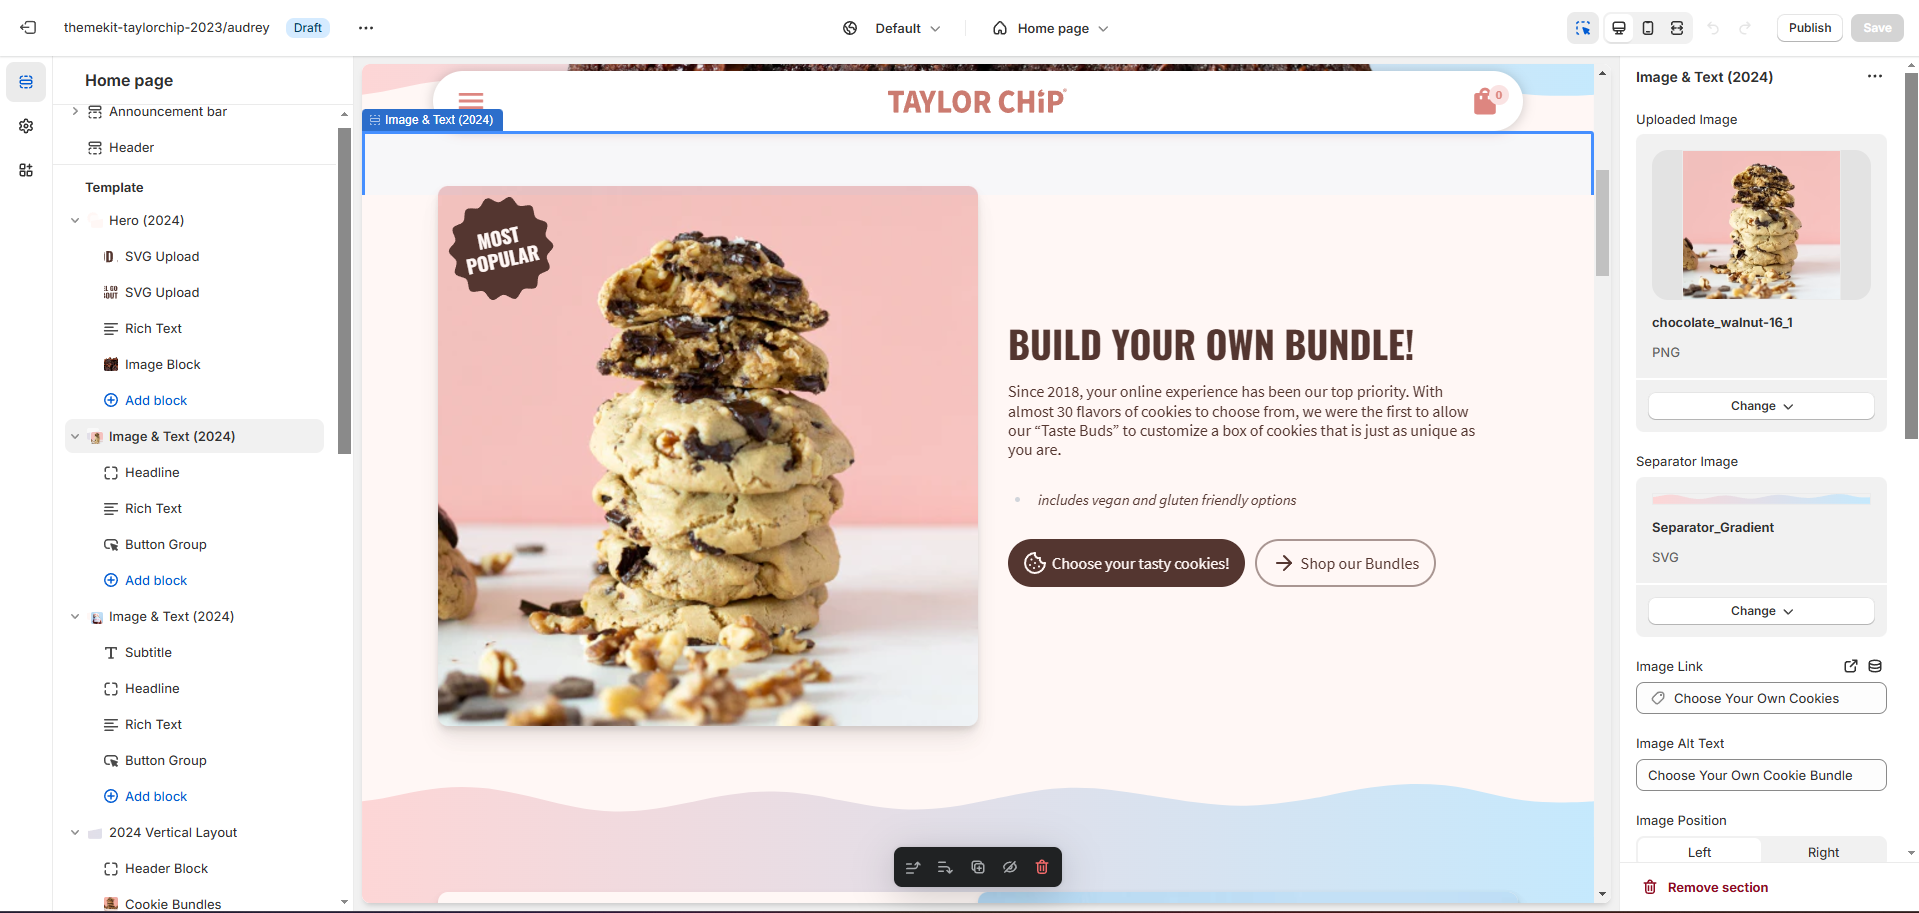 themekit-taylorchip-2023/audrey
Draft
Default
Home page
Publish
Save
Home page
Announcement bar
Header
Template
Hero (2024)
SVG Upload
SVG Upload
Rich Text
Image Block
Add block
Image & Text (2024)
Headline
Rich Text
Button Group
Add block
Image & Text (2024)
Subtitle
Headline
Rich Text
Button Group
Add block
2024 Vertical Layout
Header Block
Cookie Bundles
TAYLOR CHiP
0
Image & Text (2024)
MOST
POPULAR
BUILD YOUR OWN BUNDLE!
Since 2018, your online experience has been our top priority. With
almost 30 flavors of cookies to choose from, we were the first to allow
our “Taste Buds” to customize a box of cookies that is just as unique as
you are.
includes vegan and gluten friendly options
Choose your tasty cookies!
Shop our Bundles
Image & Text (2024)
Uploaded Image
chocolate_walnut-16_1
PNG
Change
Separator Image
Separator_Gradient
SVG
Change
Image Link
Choose Your Own Cookies
Image Alt Text
Choose Your Own Cookie Bundle
Image Position
Left
Right
Remove section